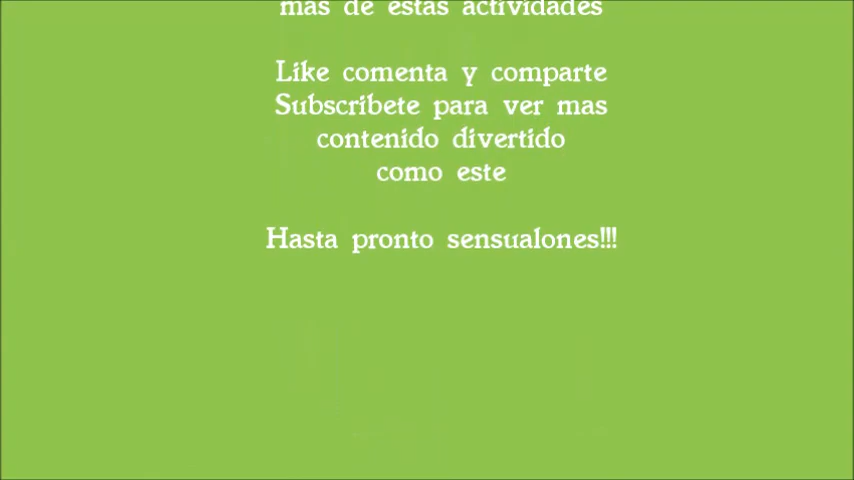 mas de estas actividades
Like comenta y comparte
Subscribete para ver mas
contenido divertido
como este
Hasta pronto sensualones!!!